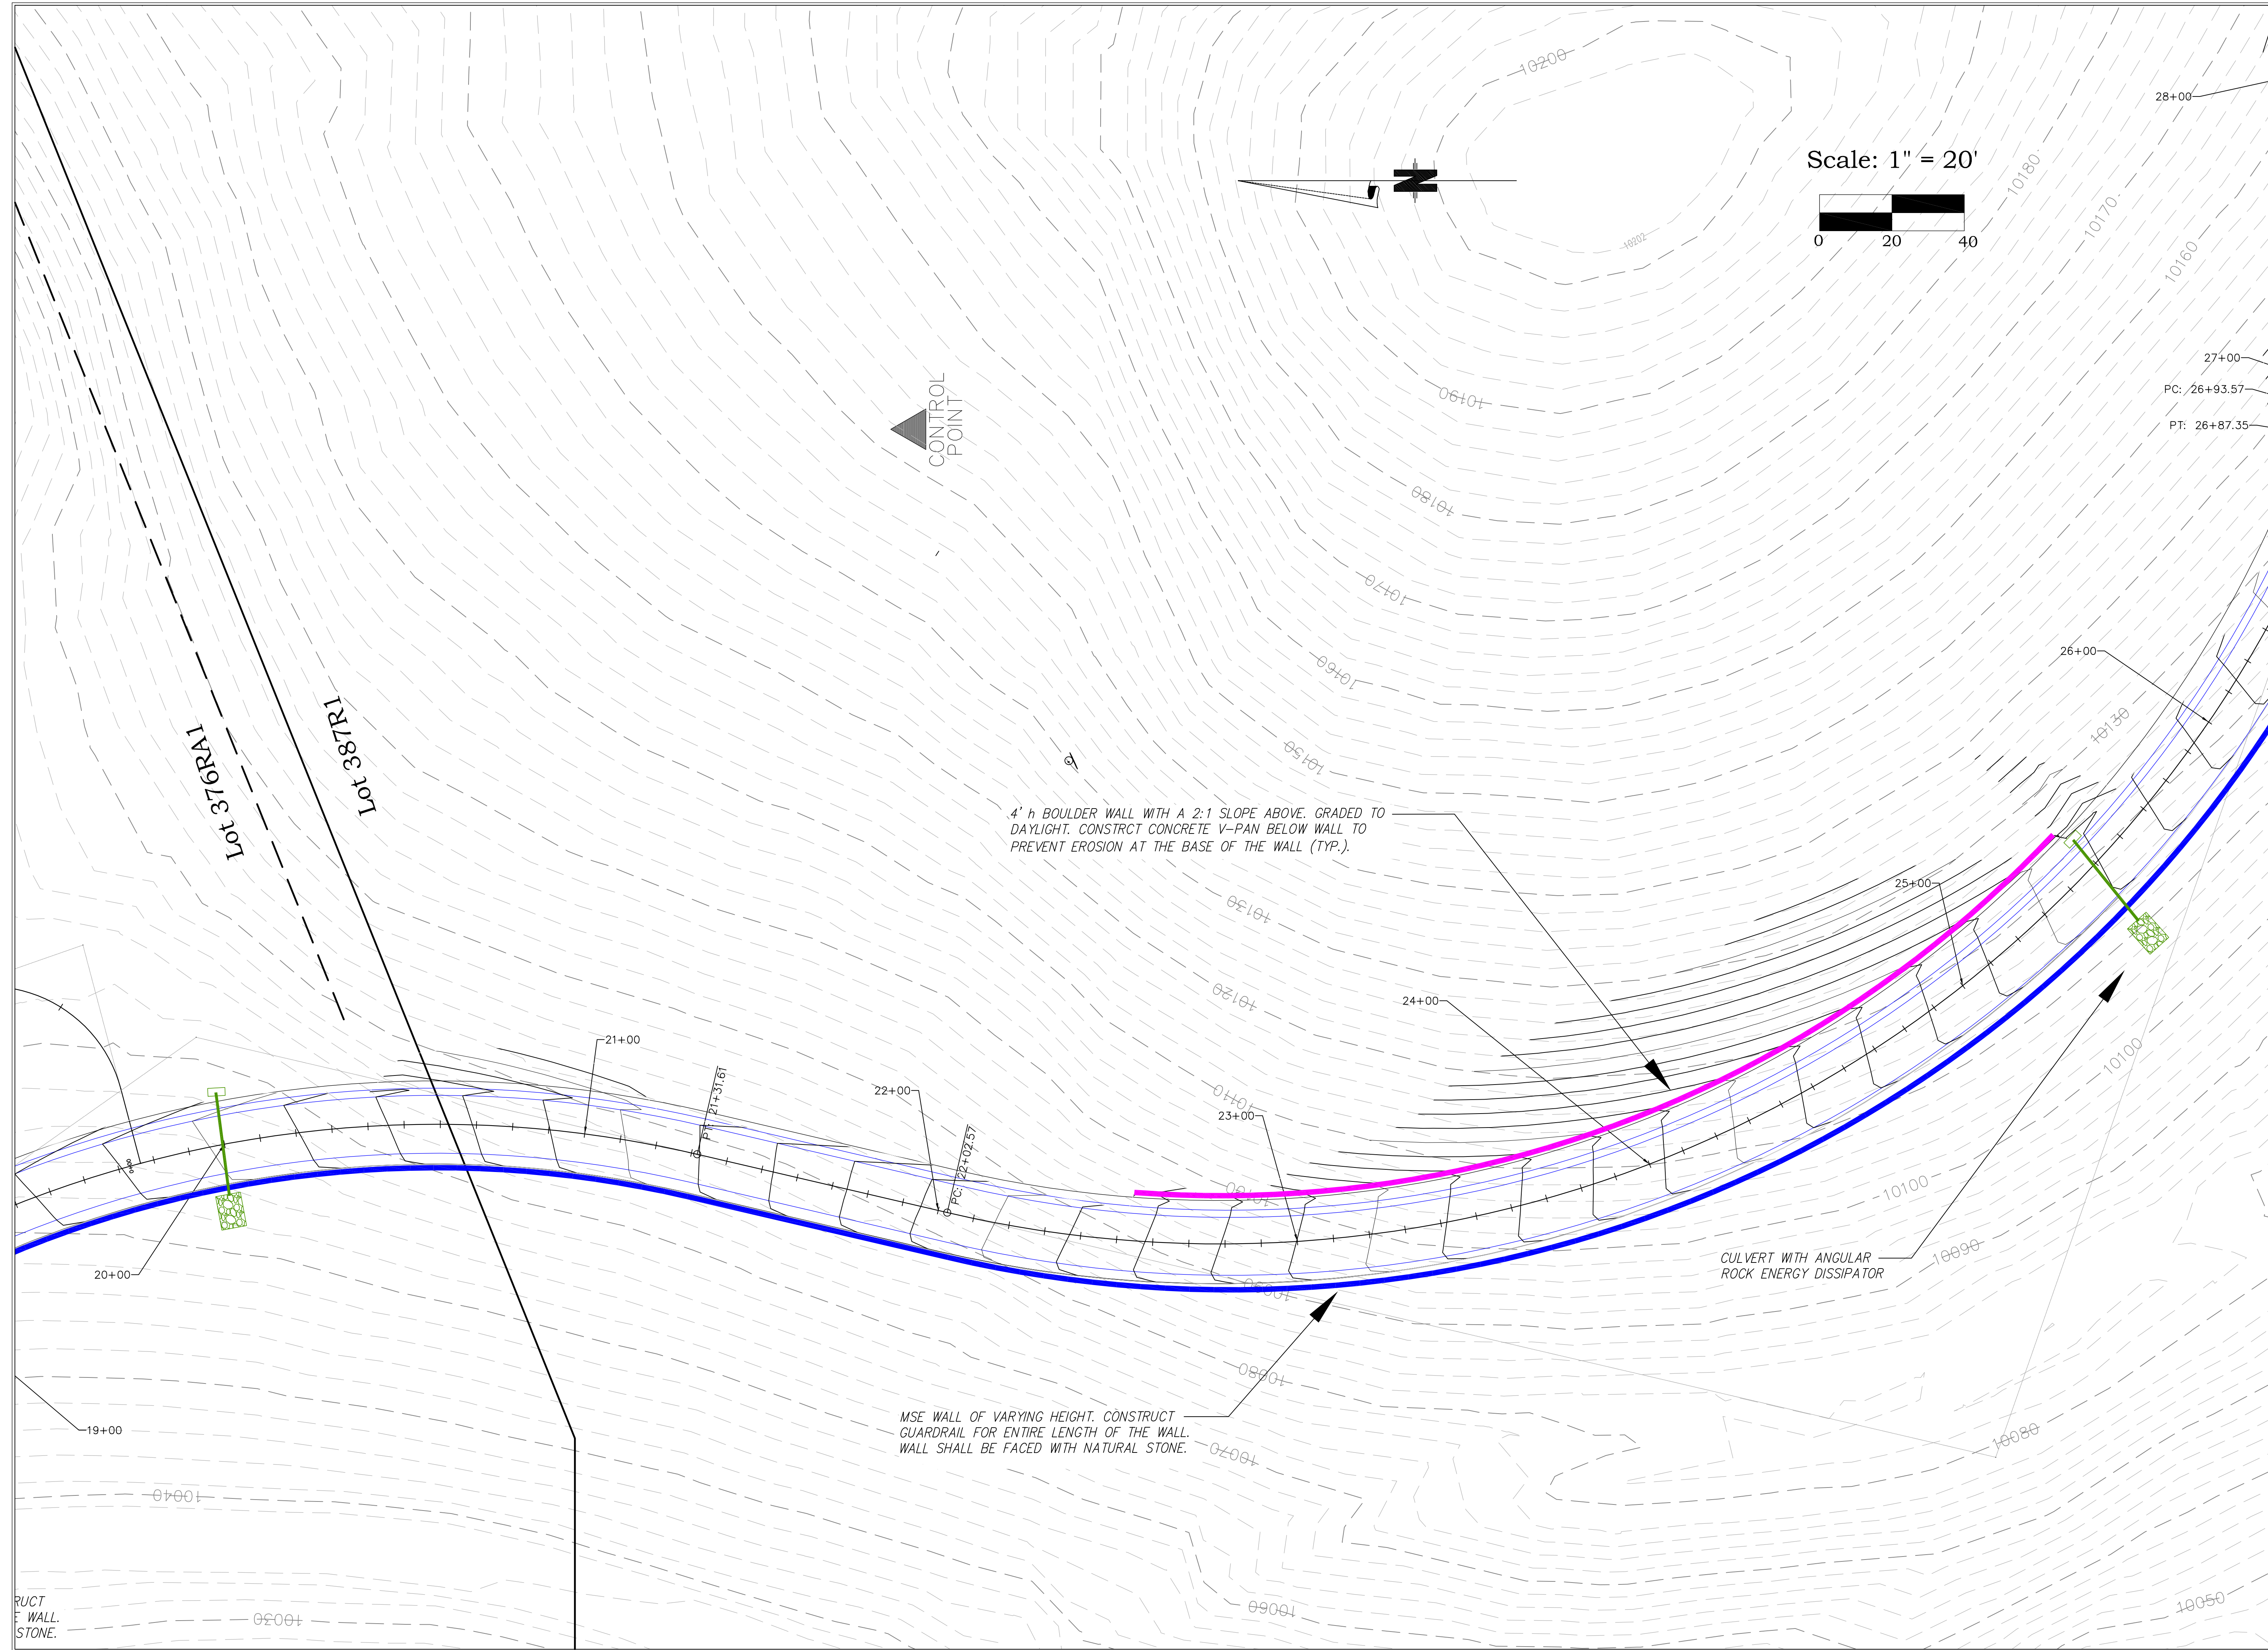 10200
28+00
Scale: 1" = 20'
10180
N
10170
0 20 40
10202
10160
27+00
PC: 26+93.57
10190
CONTROL
POINT
PT: 26+87.35
10180
10170
26+00
10160
10130
Lot 387R1
Lot 376RA1
10150
4' h BOULDER WALL WITH A 2:1 SLOPE ABOVE. GRADED TO
DAYLIGHT. CONSTRCT CONCRETE V-PAN BELOW WALL TO
PREVENT EROSION AT THE BASE OF THE WALL (TYP.).
25+00
10130
10120
24+00
21+00
10100
PT: 21+31.61
22+00
10110
23+00
PC: 22+02.57
10100
10100
20+00
CULVERT WITH ANGULAR
ROCK ENERGY DISSIPATOR
10090
10090
10080
MSE WALL OF VARYING HEIGHT. CONSTRUCT
GUARDRAIL FOR ENTIRE LENGTH OF THE WALL.
WALL SHALL BE FACED WITH NATURAL STONE.
19+00
10080
10070
10040
RUCT
E WALL.
STONE.
10030
10060
10050